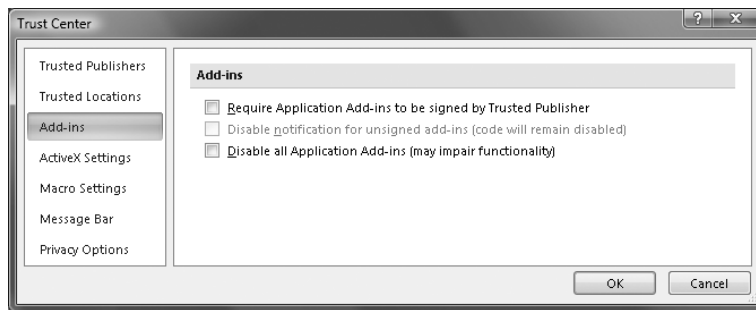 Trust Center
?
X
Trusted Publishers
Trusted Locations
Add-ins
ActiveX Settings
Macro Settings
Message Bar
Privacy Options
Add-ins
Require Application Add-ins to be signed by Trusted Publisher
Disable notification for unsigned add-ins (code will remain disabled)
Disable all Application Add-ins (may impair functionality)
OK
Cancel